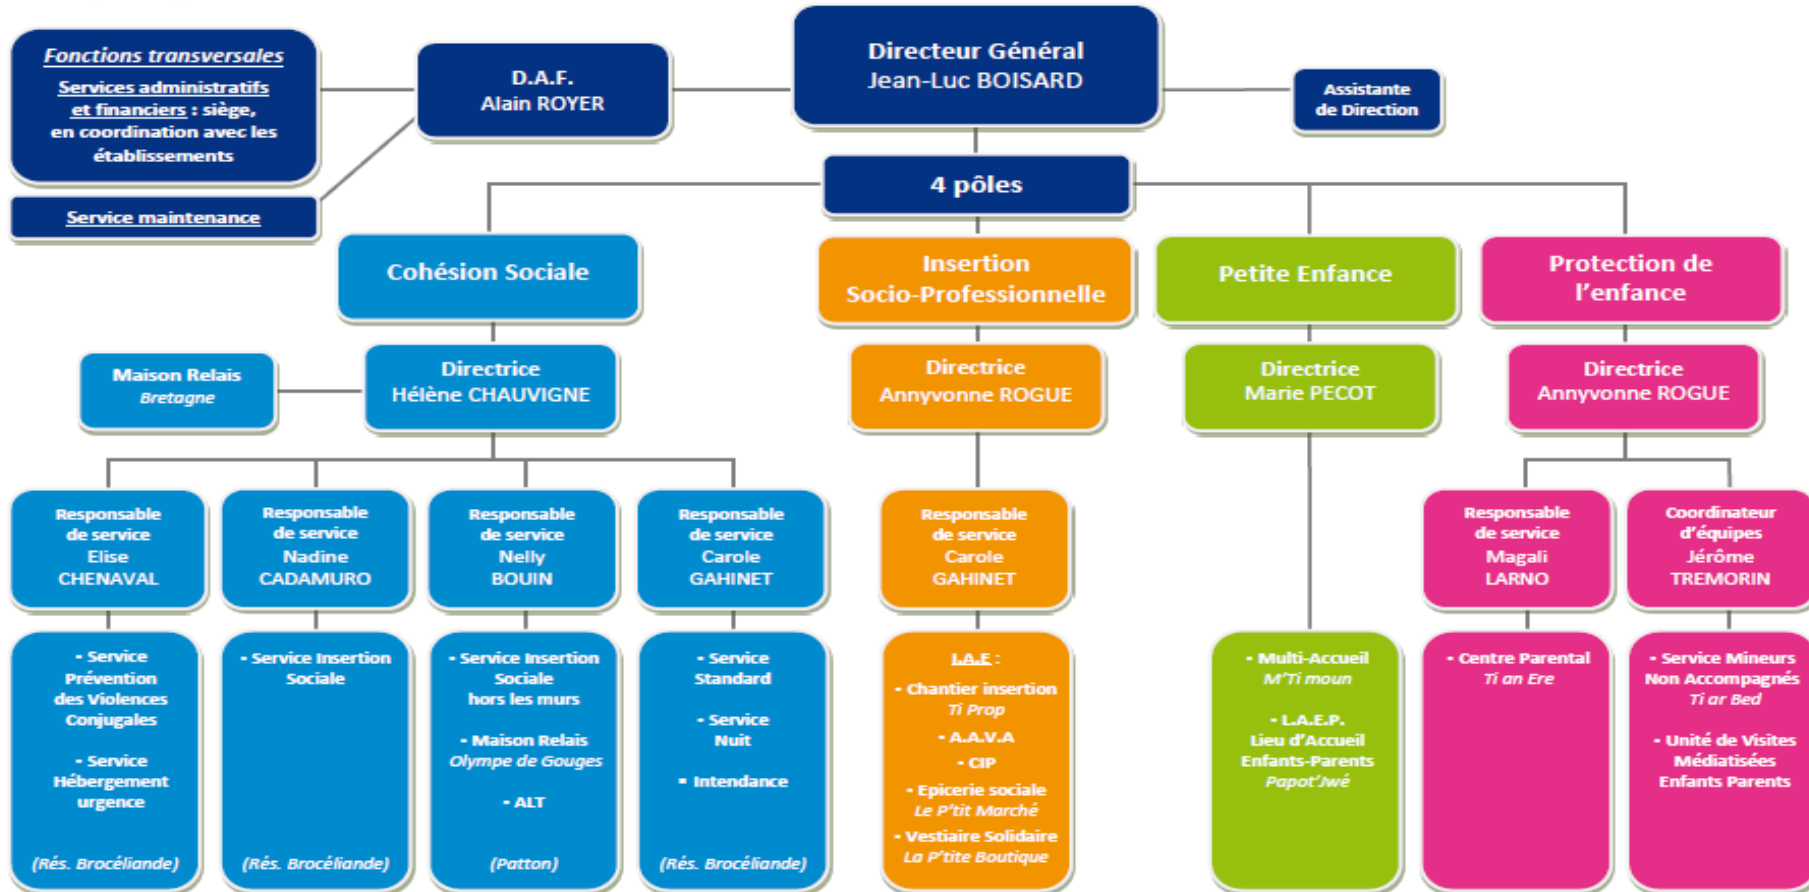 Fonctions transversales
Services administratifs
et financiers : siège,
en coordination avec les
établissements
Service maintenance
D.A.F.
Alain ROYER
Directeur Général
Jean-Luc BOISARD
Assistante
de Direction
4 pôles
Cohésion Sociale
Insertion
Socio-Professionnelle
Petite Enfance
Protection de
l'enfance
Maison Relais
Bretagne
Directrice
Hélène CHAUVIGNE
Directrice
Annyvonne ROGUE
Directrice
Marie PECOT
Directrice
Annyvonne ROGUE
Responsable
de service
Elise
CHENAVAL
Responsable
de service
Nadine
CADAMURO
Responsable
de service
Nelly
BOUIN
Responsable
de service
Carole
GAHINET
Responsable
de service
Carole
GAHINET
Responsable
de service
Magali
LARNO
Coordinateur
d'équipes
Jérôme
TREMORIN
- Service
Prévention
des Violences
Conjugales
- Service
Hébergement
urgence
(Rés. Brocéliande)
- Service Insertion
Sociale
(Rés. Brocéliande)
- Service Insertion
Sociale
hors les murs
- Maison Relais
Olympe de Gouges
- ALT
(Patton)
- Service
Standard
- Service
Nuit
- Intendance
(Rés. Brocéliande)
I.A.E :
- Chantier insertion
Ti Prop
- A.A.V.A
- CIP
- Epicerie sociale
Le P'tit Marché
- Vestiaire Solidaire
La P'tite Boutique
- Multi-Accueil
M'Ti moun
- L.A.E.P.
Lieu d'Accueil
Enfants-Parents
Papot'Jwé
- Centre Parental
Ti an Ere
- Service Mineurs
Non Accompagnés
Ti ar Bed
- Unité de Visites
Médiatisées
Enfants Parents